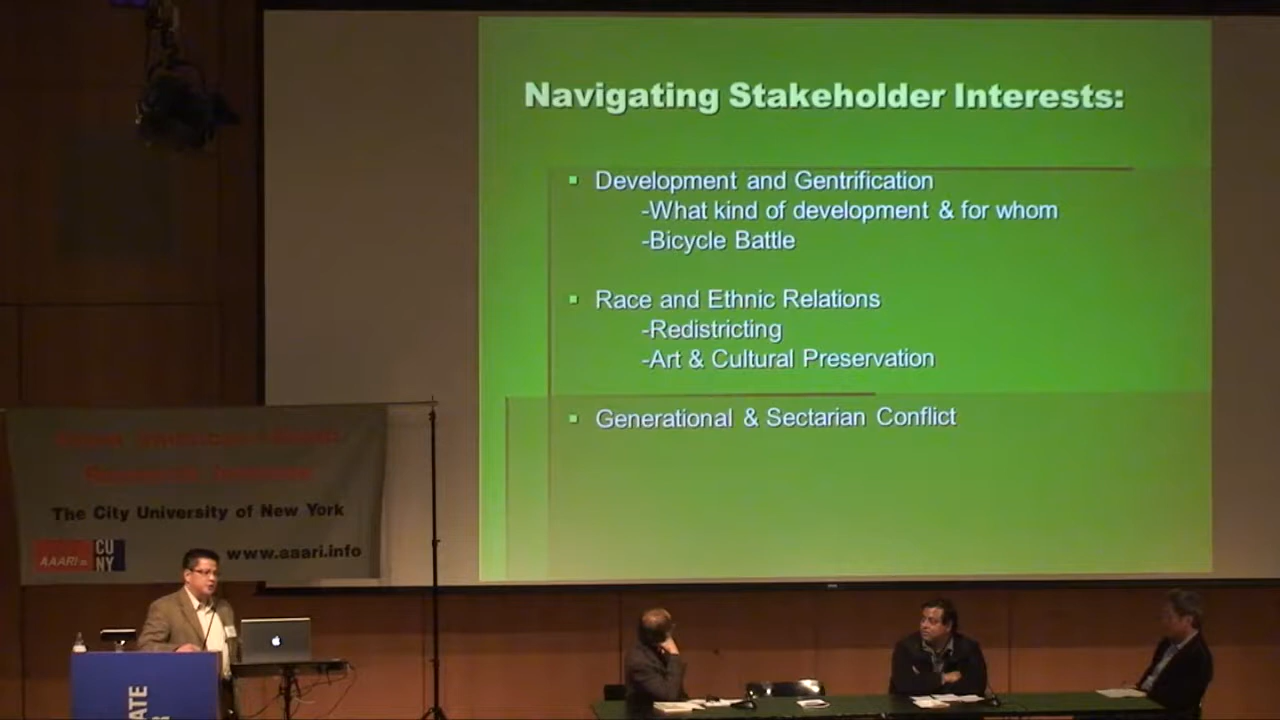 Navigating Stakeholder Interests:
▪ Development and Gentrification
-What kind of development & for whom
-Bicycle Battle
▪ Race and Ethnic Relations
-Redistricting
-Art & Cultural Preservation
▪ Generational & Sectarian Conflict
The City University of New York
AAARI
CU
NY
www.aaari.info
ATE